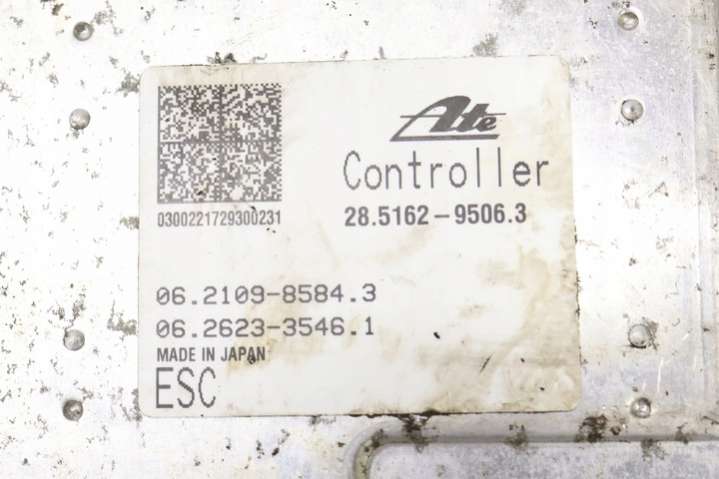 Ate
Controller
28.5162-9506.3
0300221729300231
06.2109-8584.3
06.2623-3546.1
MADE IN JAPAN
ESC